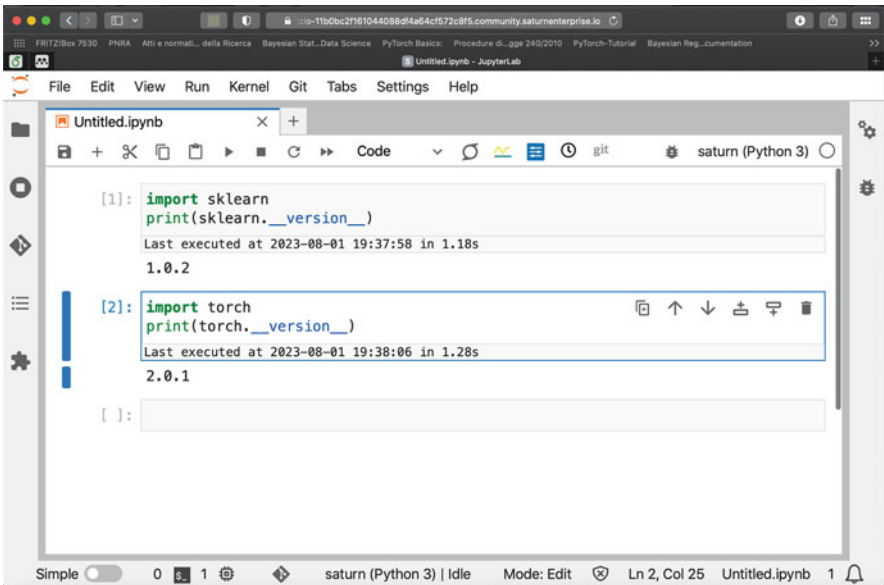 zio-11b0bc2f161044088df4a64cf572c8f5.community.saturnenterprise.io
FRITZ!Box 7530 PNRA Atti e normati... della Ricerca Bayesian Stat...Data Science PyTorch Basics: Procedure di...gge 240/2010 PyTorch-Tutorial Bayesian Reg...cumentation >>
S Untitled.ipynb - JupyterLab +
File Edit View Run Kernel Git Tabs Settings Help
Untitled.ipynb × +
Code git saturn (Python 3)
[1]: import sklearn
print(sklearn.__version__)
Last executed at 2023-08-01 19:37:58 in 1.18s
1.0.2
[2]: import torch
print(torch.__version__)
Last executed at 2023-08-01 19:38:06 in 1.28s
2.0.1
[ ]:
Simple 0 $_ 1 saturn (Python 3) | Idle Mode: Edit Ln 2, Col 25 Untitled.ipynb 1